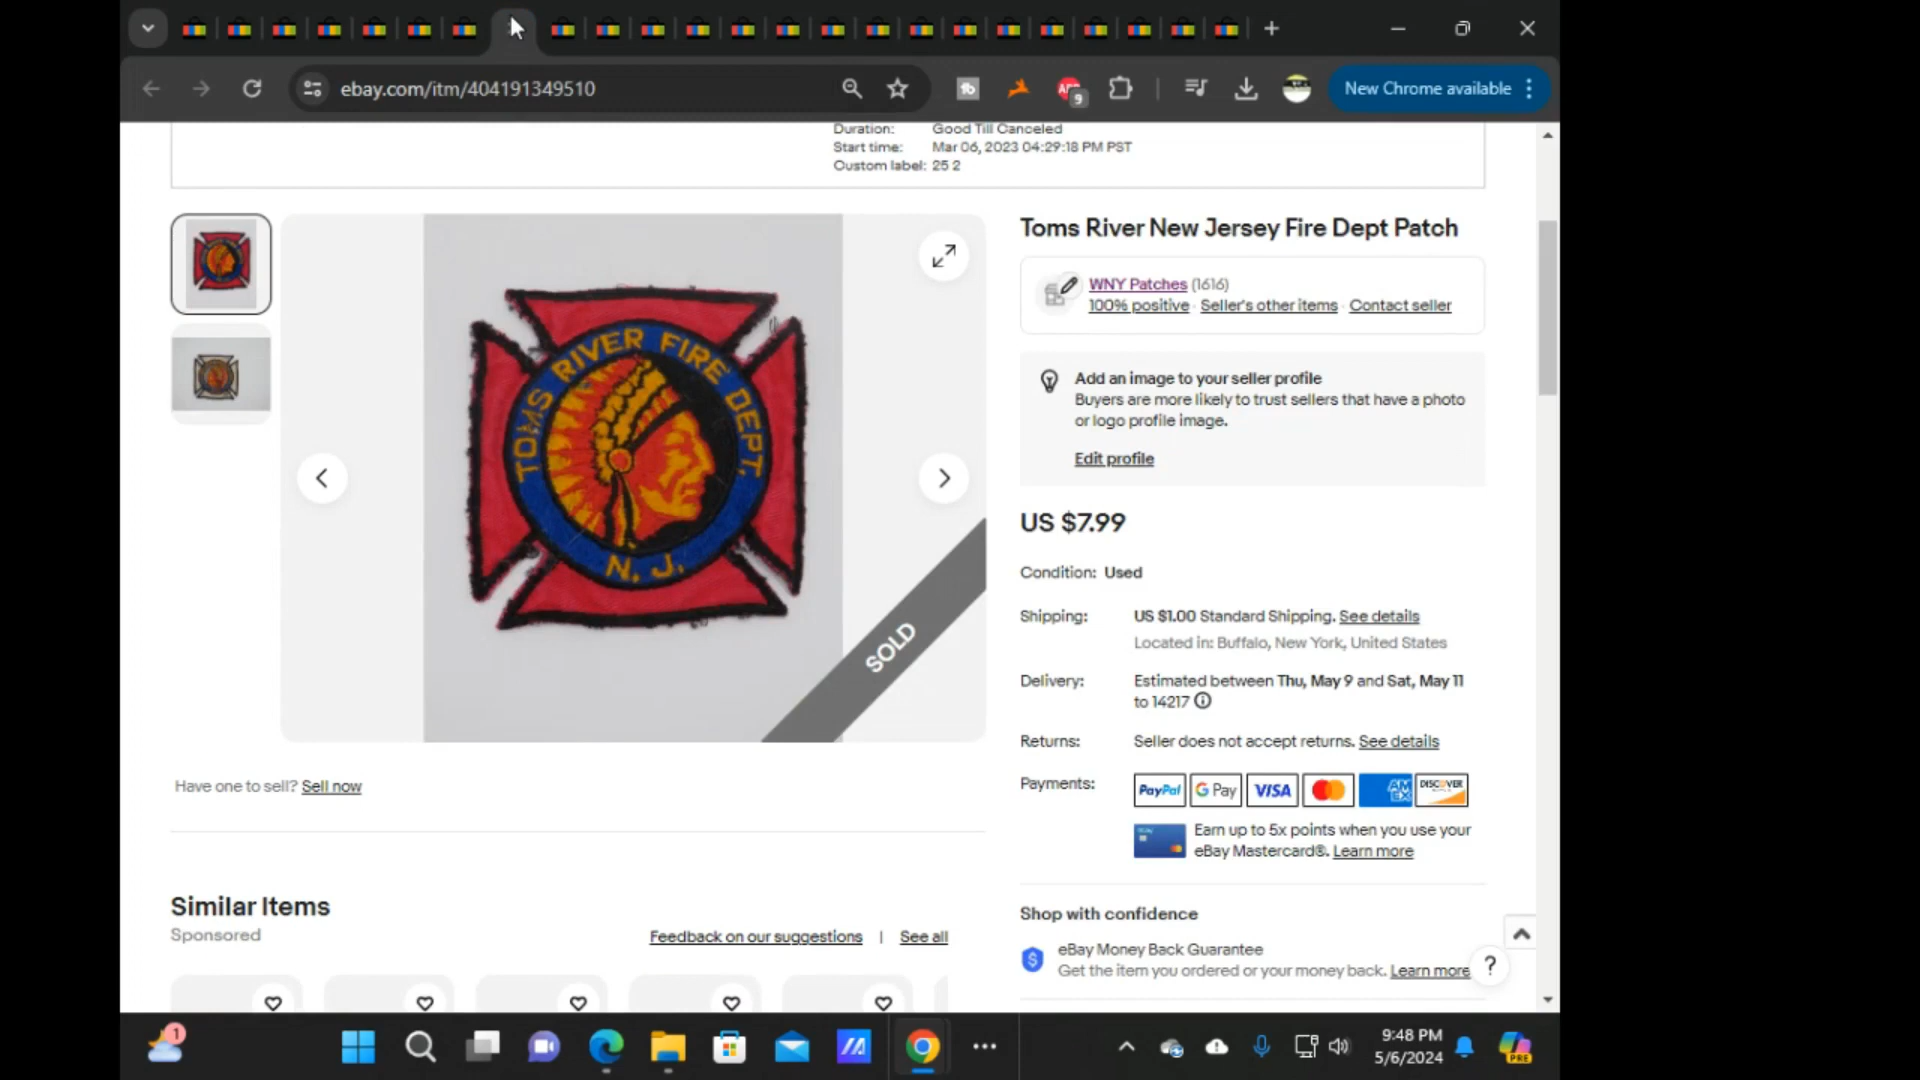 ebay.com/itm/404191349510
9
New Chrome available
Duration: Good Till Canceled
Start time: Mar 06, 2023 04:29:18 PM PST
Custom label: 25 2
TOMS RIVER FIRE DEPT.
N. J.
SOLD
Toms River New Jersey Fire Dept Patch
WNY Patches (1616)
100% positive · Seller's other items · Contact seller
Add an image to your seller profile
Buyers are more likely to trust sellers that have a photo
or logo profile image.
Edit profile
US $7.99
Condition: Used
Shipping: US $1.00 Standard Shipping. See details
Located in: Buffalo, New York, United States
Delivery: Estimated between Thu, May 9 and Sat, May 11
to 14217
Returns: Seller does not accept returns. See details
Payments: PayPal G Pay VISA AMEX DISCOVER
Earn up to 5x points when you use your
eBay Mastercard®. Learn more
Have one to sell? Sell now
Similar Items
Sponsored
Feedback on our suggestions | See all
Shop with confidence
eBay Money Back Guarantee
Get the item you ordered or your money back. Learn more
?
1
9:48 PM
5/6/2024
PRE